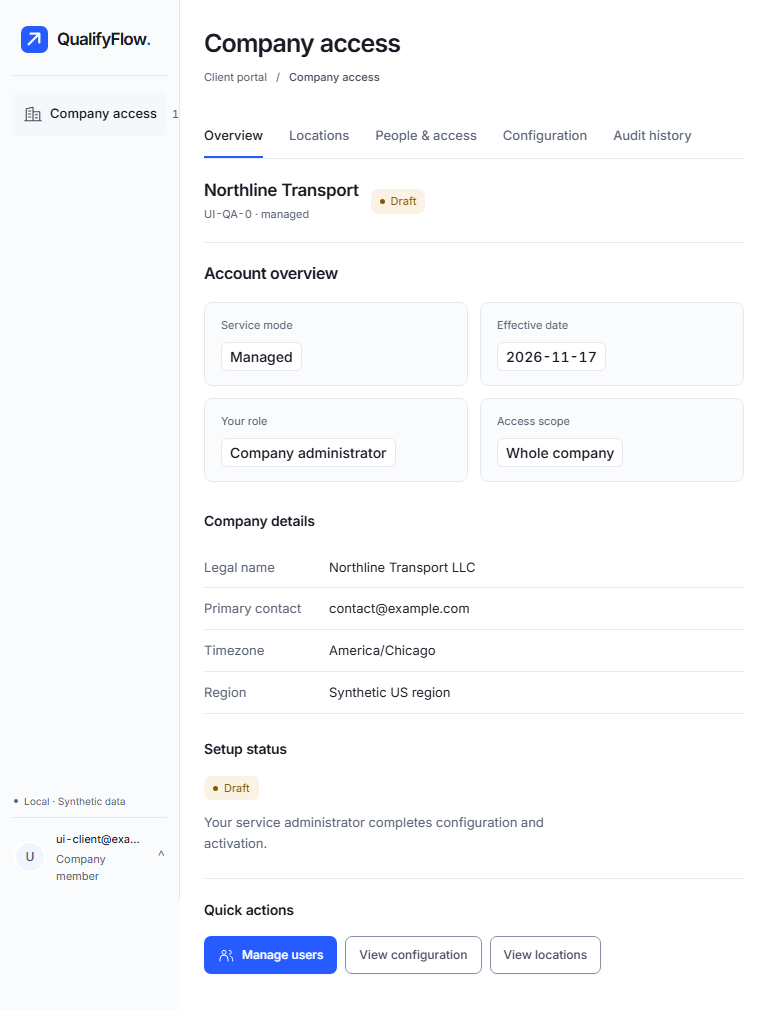 QualifyFlow.
Company access 1
Company access
Client portal / Company access
Overview Locations People & access Configuration Audit history
Northline Transport
Draft
UI-QA-0 · managed
Account overview
Service mode
Managed
Effective date
2026-11-17
Your role
Company administrator
Access scope
Whole company
Company details
Legal name Northline Transport LLC
Primary contact contact@example.com
Timezone America/Chicago
Region Synthetic US region
Setup status
Draft
Your service administrator completes configuration and
activation.
Quick actions
Manage users View configuration View locations
Local · Synthetic data
U
ui-client@exa...
Company
member
^